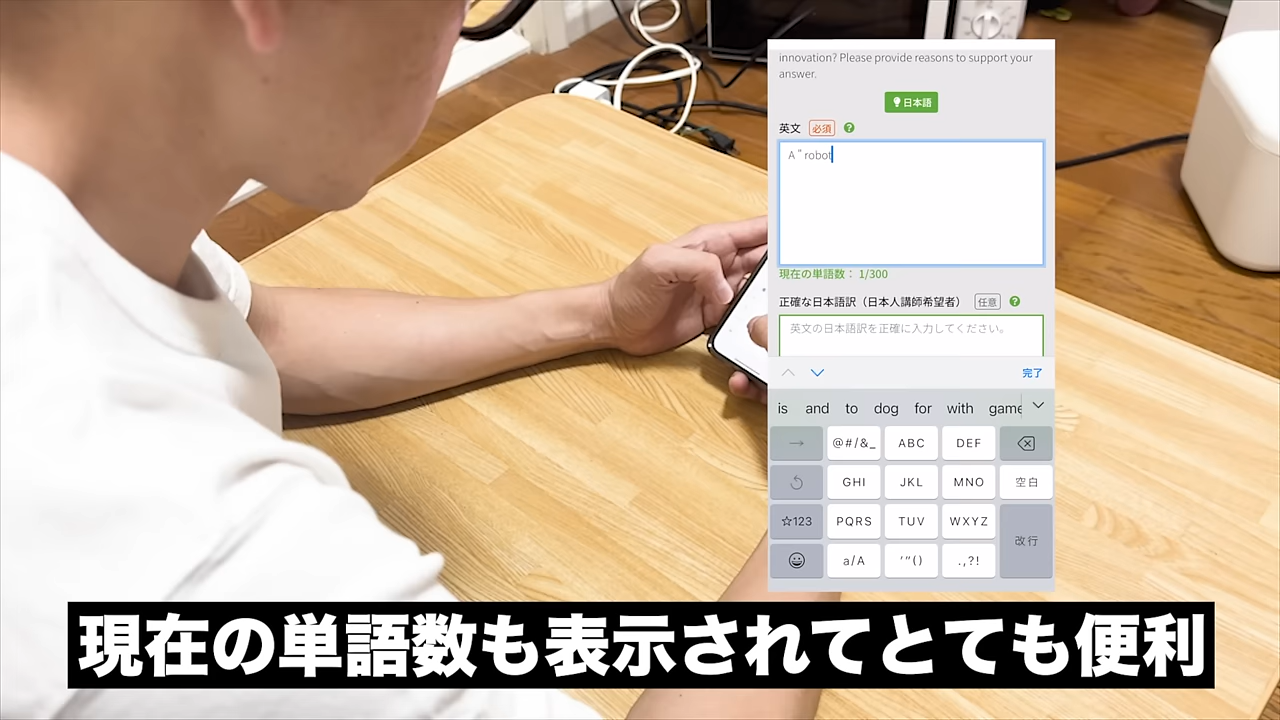 innovation? Please provide reasons to support your
answer.
日本語
英文 必須 ?
A " robot
現在の単語数： 1/300
正確な日本語訳（日本人講師希望者） 任意 ?
英文の日本語訳を正確に入力してください。
完了
is and to dog for with game
→ @#/&_ ABC DEF
GHI JKL MNO 空白
☆123 PQRS TUV WXYZ 改行
a/A ’”() .,?!
現在の単語数も表示されてとても便利